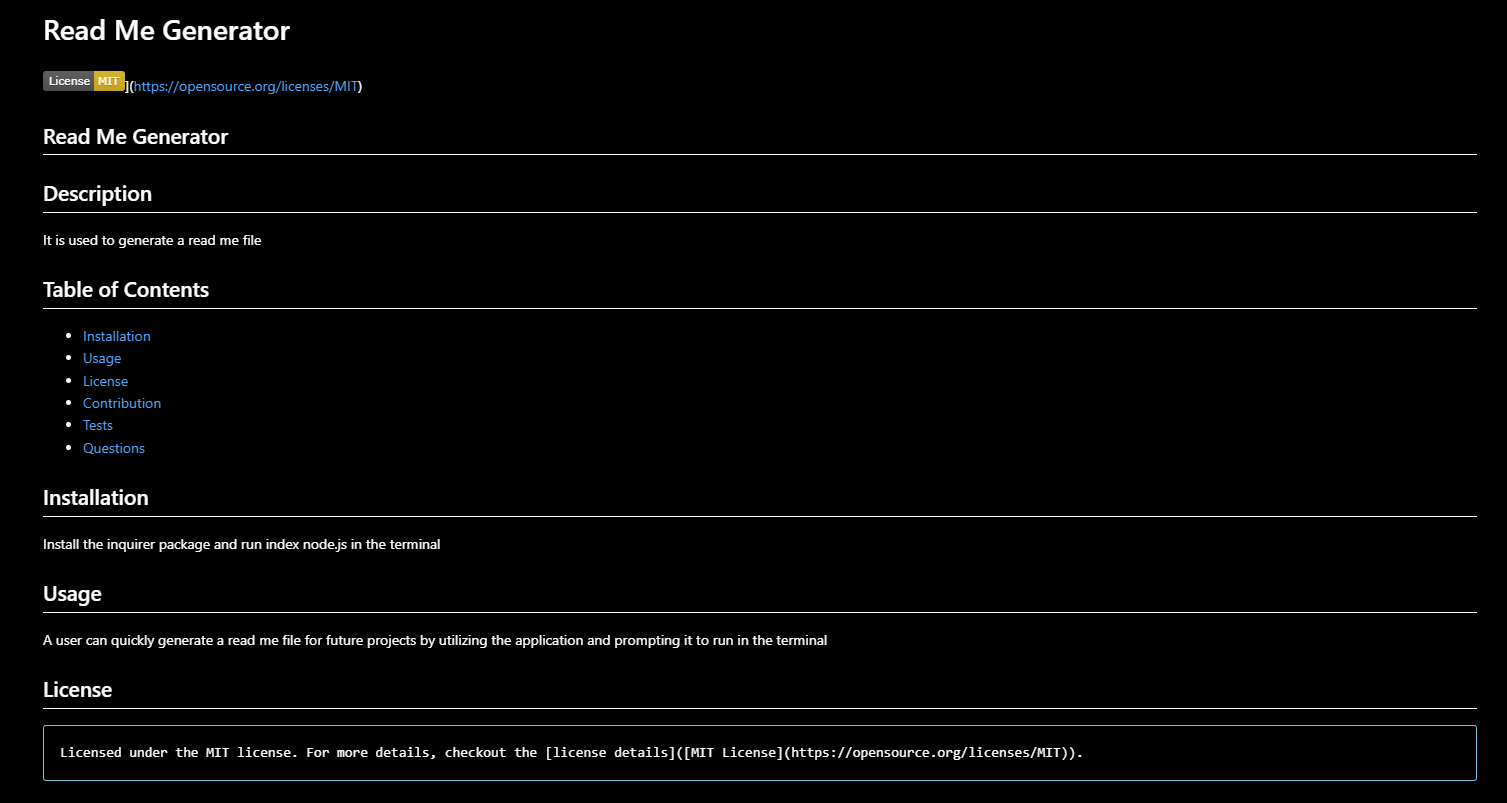 Read Me Generator
License MIT](https://opensource.org/licenses/MIT)
Read Me Generator
Description
It is used to generate a read me file
Table of Contents
Installation
Usage
License
Contribution
Tests
Questions
Installation
Install the inquirer package and run index node.js in the terminal
Usage
A user can quickly generate a read me file for future projects by utilizing the application and prompting it to run in the terminal
License
Licensed under the MIT license. For more details, checkout the [license details]([MIT License](https://opensource.org/licenses/MIT)).